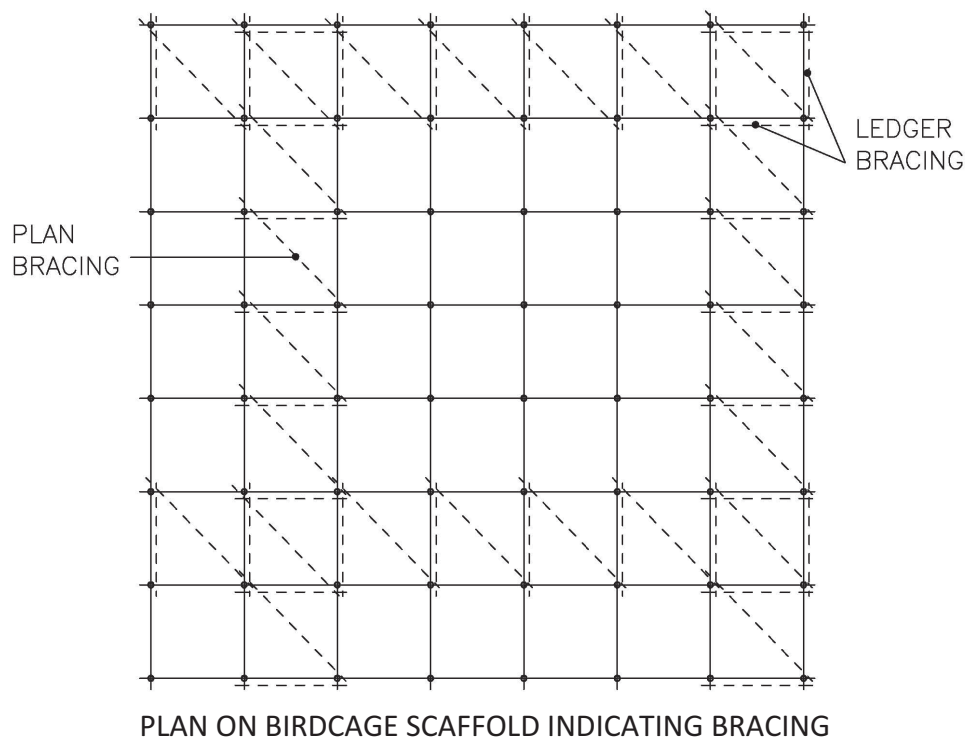 LEDGER
BRACING
PLAN
BRACING
PLAN ON BIRDCAGE SCAFFOLD INDICATING BRACING